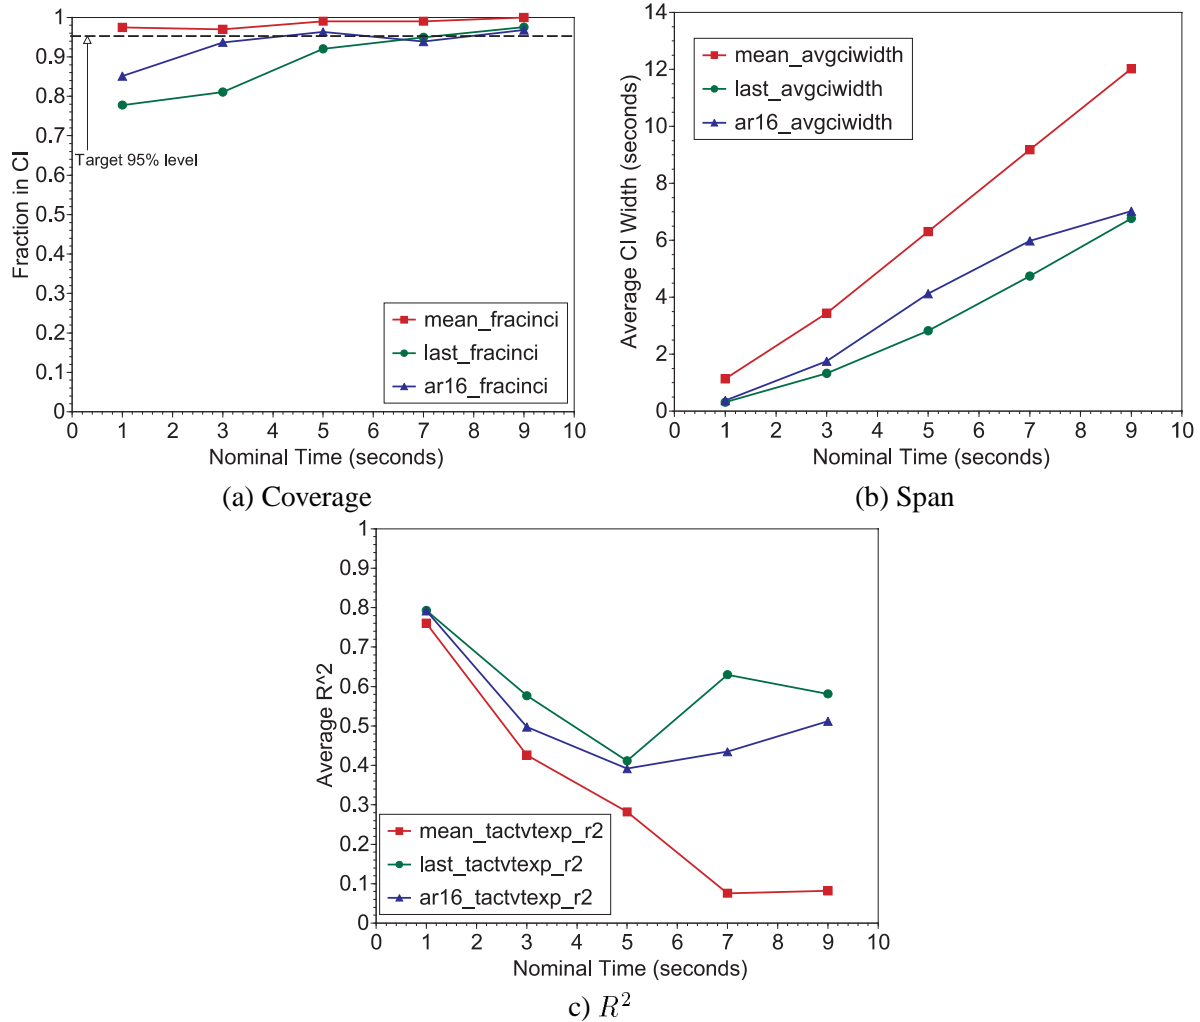 1
0.9
0.8
0.7
0.6
0.5
0.4
0.3
0.2
0.1
0
Fraction in CI
Target 95% level
mean_fracinci
last_fracinci
ar16_fracinci
0 1 2 3 4 5 6 7 8 9 10
Nominal Time (seconds)
(a) Coverage
14
12
10
8
6
4
2
0
Average CI Width (seconds)
mean_avgciwidth
last_avgciwidth
ar16_avgciwidth
0 1 2 3 4 5 6 7 8 9 10
Nominal Time (seconds)
(b) Span
1
0.9
0.8
0.7
0.6
0.5
0.4
0.3
0.2
0.1
0
Average R^2
mean_tactvtexp_r2
last_tactvtexp_r2
ar16_tactvtexp_r2
0 1 2 3 4 5 6 7 8 9 10
Nominal Time (seconds)
c) R²